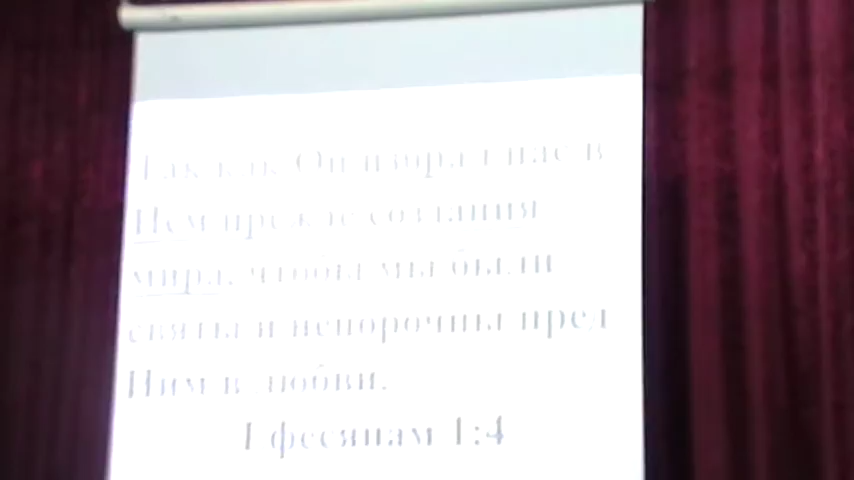 так как Он избрал нас в
Нем прежде создания
мира, чтобы мы были
святы и непорочны пред
Ним в любви.
Ефесянам 1:4